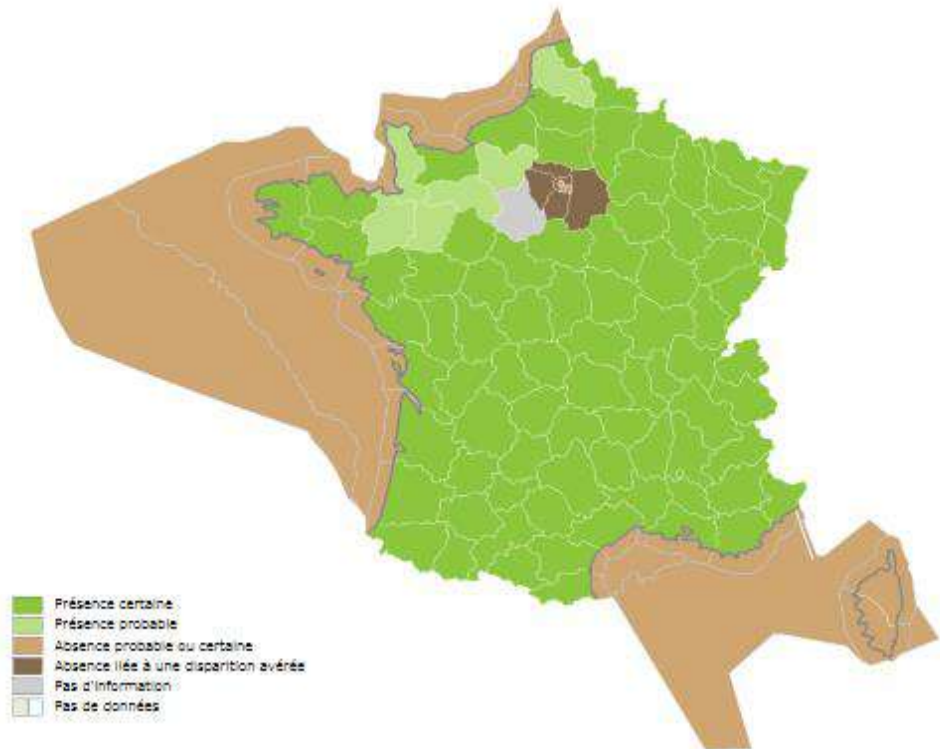 Présence certaine
Présence probable
Absence probable ou certaine
Absence liée à une disparition avérée
Pas d'information
Pas de données